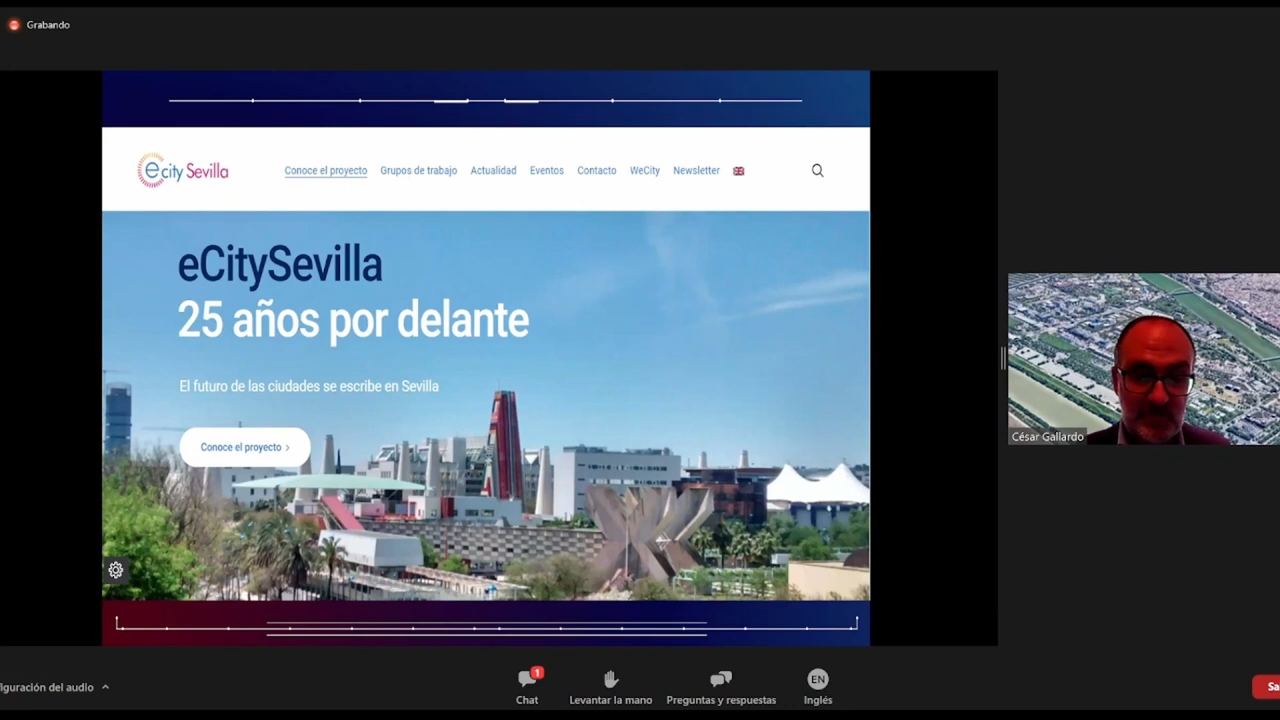 Grabando
ecity Sevilla
Conoce el proyecto Grupos de trabajo Actualidad Eventos Contacto WeCity Newsletter
eCitySevilla
25 años por delante
El futuro de las ciudades se escribe en Sevilla
Conoce el proyecto ›
César Gallardo
iguración del audio
1
Chat
Levantar la mano
Preguntas y respuestas
EN
Inglés
Sa